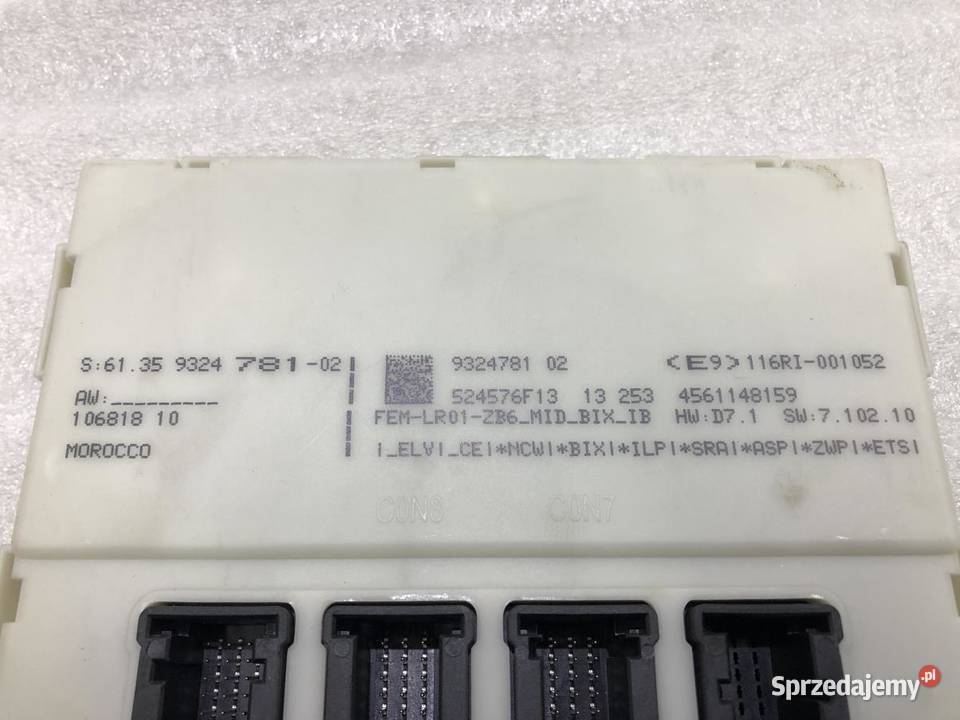 S:61.35 9324 781-02
AW:_________
106818 10
MOROCCO
9324781 02
<E9>116RI-001052
524576F13 13 253 4561148159
FEM-LR01-ZB6_MID_BIX_IB HW:D7.1 SW:7.102.10
|_ELV|_CE|*NCW|*BIX|*ILP|*SRA|*ASP|*ZWP|*ETS|
CON6 CON7
Sprzedajemy.pl